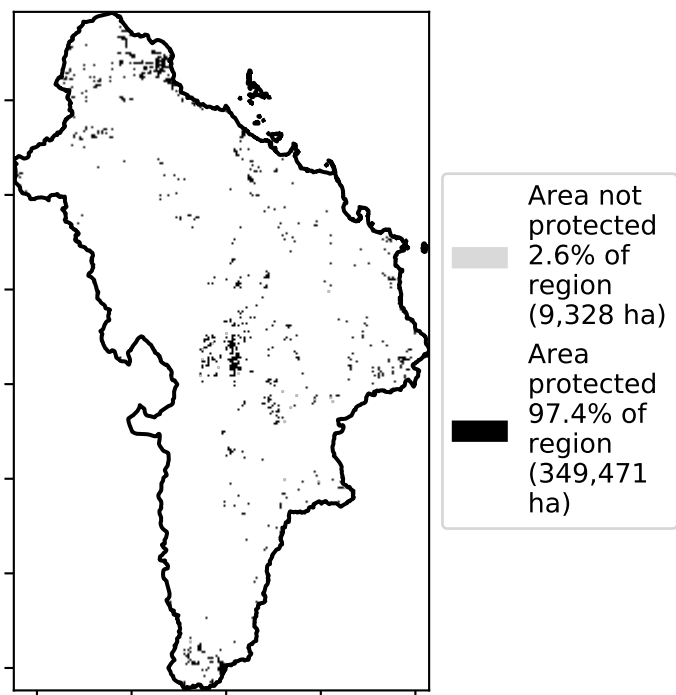 Area not
protected
2.6% of
region
(9,328 ha)
Area
protected
97.4% of
region
(349,471
ha)